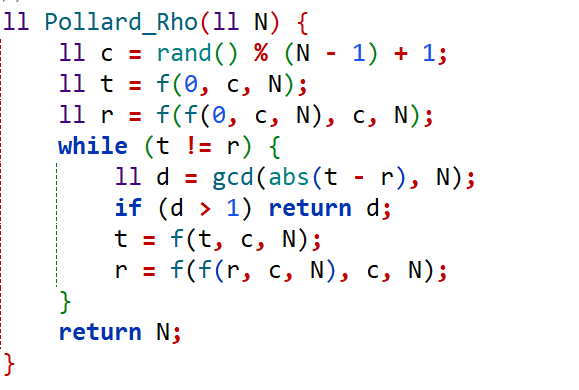 ll Pollard_Rho(ll N) {
    ll c = rand() % (N - 1) + 1;
    ll t = f(0, c, N);
    ll r = f(f(0, c, N), c, N);
    while (t != r) {
        ll d = gcd(abs(t - r), N);
        if (d > 1) return d;
        t = f(t, c, N);
        r = f(f(r, c, N), c, N);
    }
    return N;
}